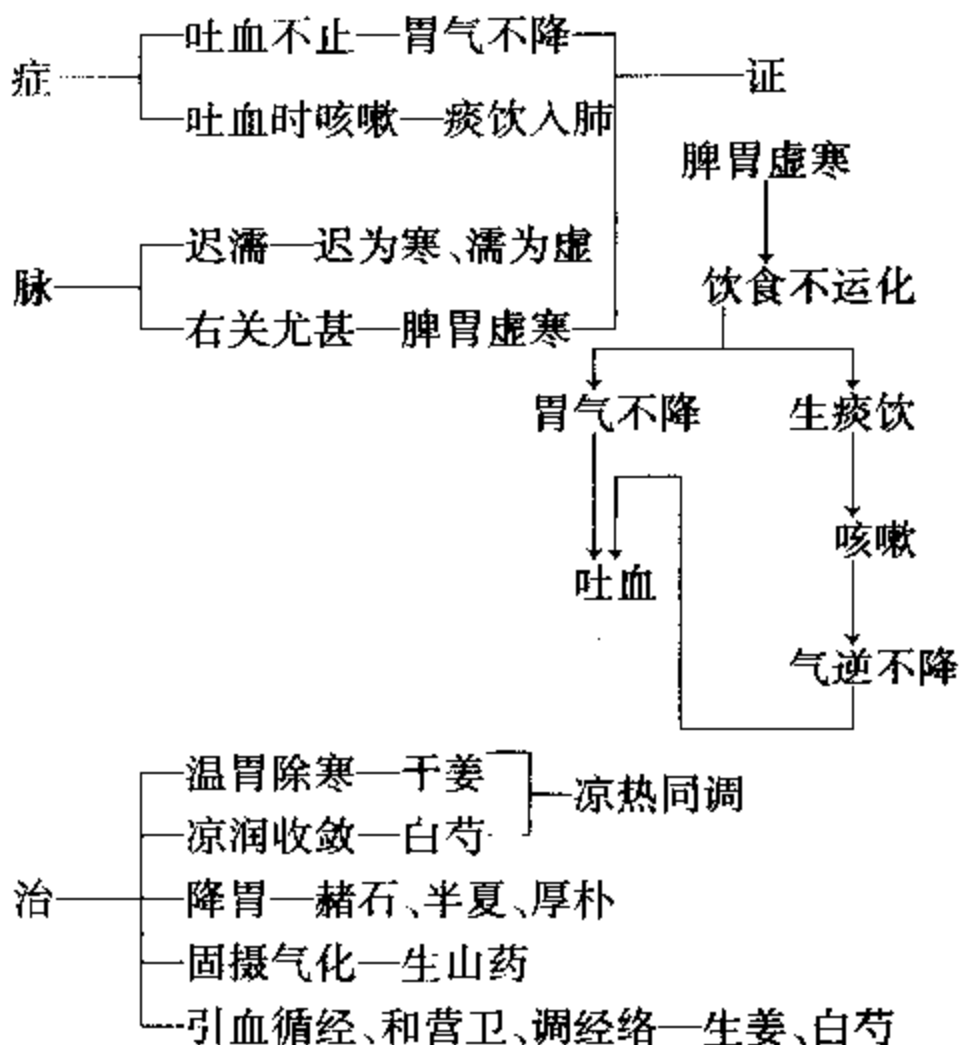 症
吐血不止—胃气不降
吐血时咳嗽—痰饮入肺
证
脉
迟濡—迟为寒、濡为虚
右关尤甚—脾胃虚寒
脾胃虚寒
饮食不运化
胃气不降
生痰饮
咳嗽
吐血
气逆不降
治
温胃除寒—干姜
凉润收敛—白芍
凉热同调
降胃—赭石、半夏、厚朴
固摄气化—生山药
引血循经、和营卫、调经络—生姜、白芍